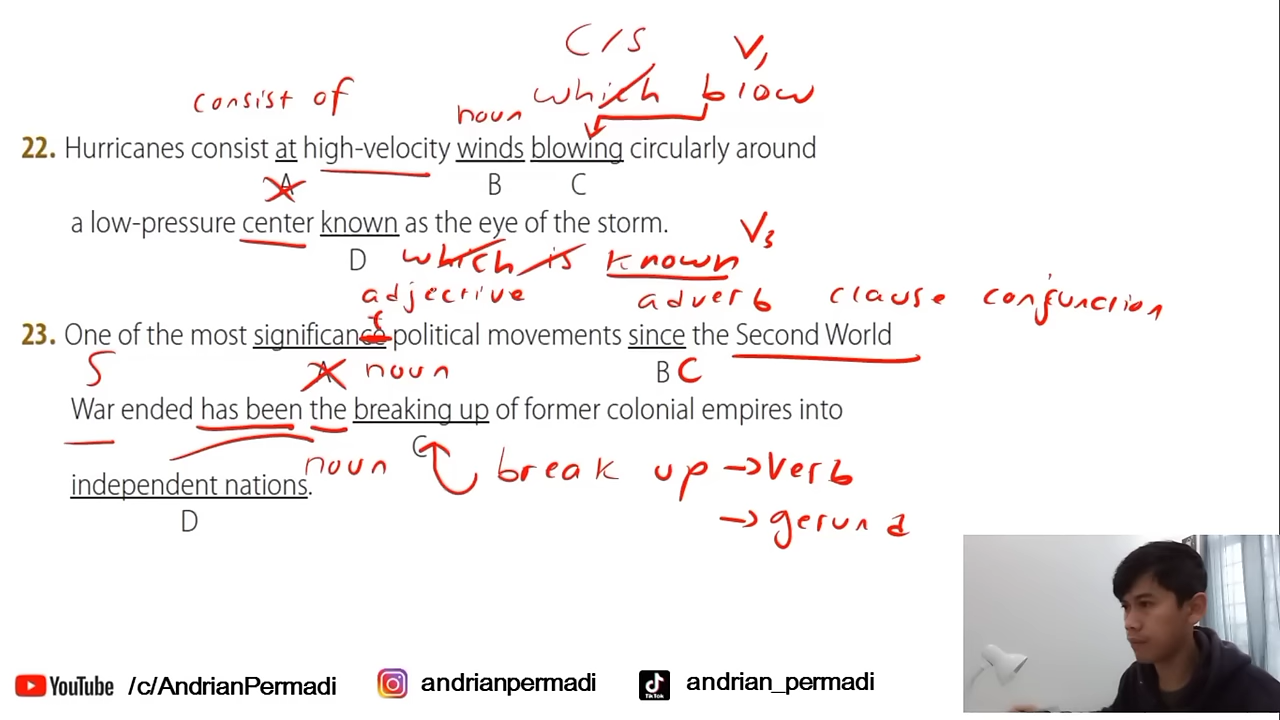 C/S V₁
consist of noun which blow
22. Hurricanes consist at high-velocity winds blowing circularly around
A B C
a low-pressure center known as the eye of the storm.
D which is known V₃
adjective adverb clause conjunction
t
23. One of the most significance political movements since the Second World
S A noun B C
War ended has been the breaking up of former colonial empires into
C
noun break up → verb
independent nations.
D → gerund
YouTube /c/AndrianPermadi andrianpermadi TikTok andrian_permadi